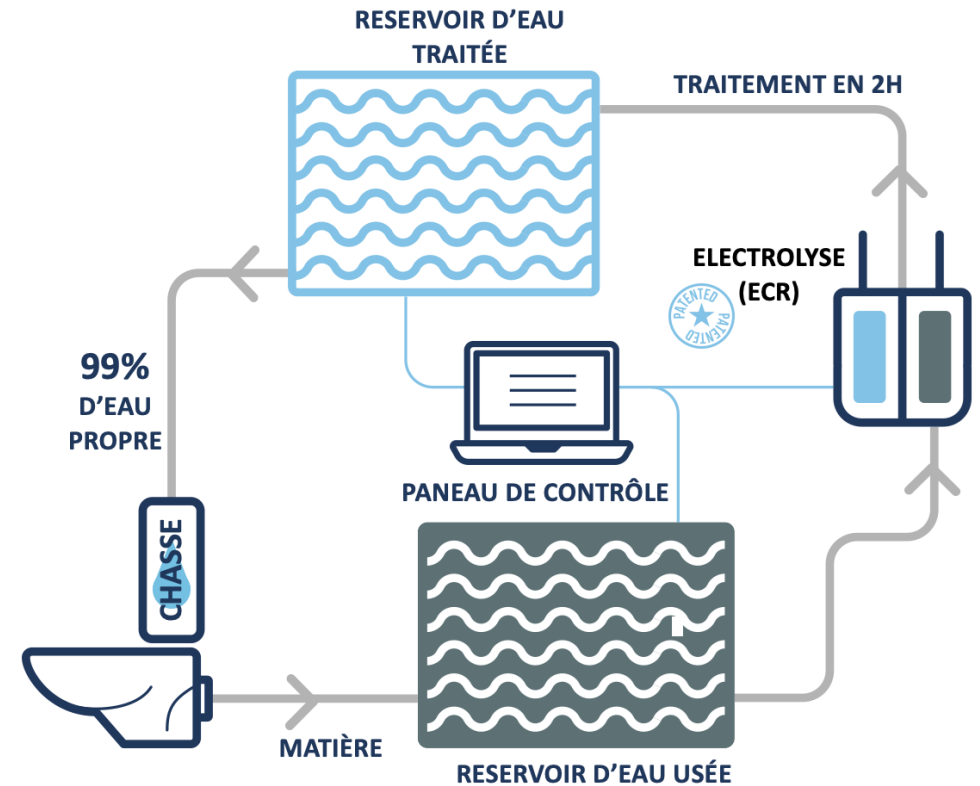 RESERVOIR D’EAU
TRAITÉE
TRAITEMENT EN 2H
ELECTROLYSE
(ECR)
PATENTED
PATENTED
99%
D’EAU
PROPRE
PANEAU DE CONTRÔLE
CHASSE
MATIÈRE
RESERVOIR D’EAU USÉE